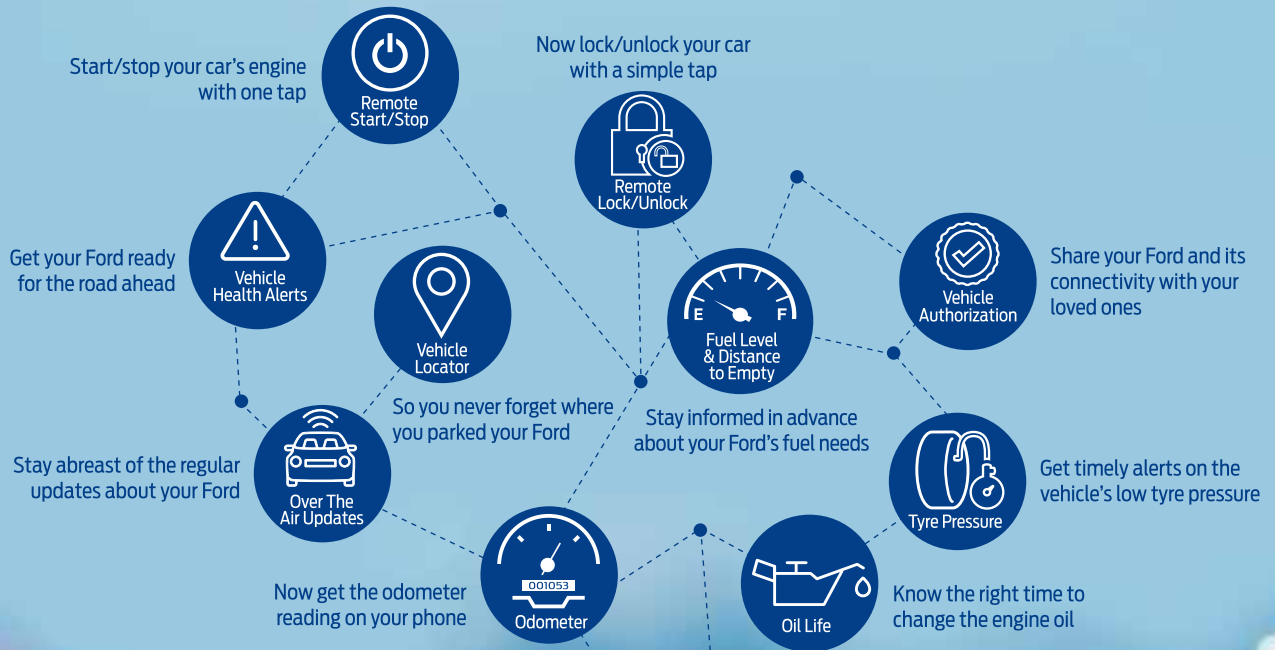 Start/stop your car's engine
with one tap
Remote
Start/Stop
Now lock/unlock your car
with a simple tap
Remote
Lock/Unlock
Get your Ford ready
for the road ahead
Vehicle
Health Alerts
Vehicle
Locator
So you never forget where
you parked your Ford
E F
Fuel Level
& Distance
to Empty
Stay informed in advance
about your Ford's fuel needs
Vehicle
Authorization
Share your Ford and its
connectivity with your
loved ones
Stay abreast of the regular
updates about your Ford
Over The
Air Updates
Tyre Pressure
Get timely alerts on the
vehicle's low tyre pressure
Now get the odometer
reading on your phone
001053
Odometer
Oil Life
Know the right time to
change the engine oil